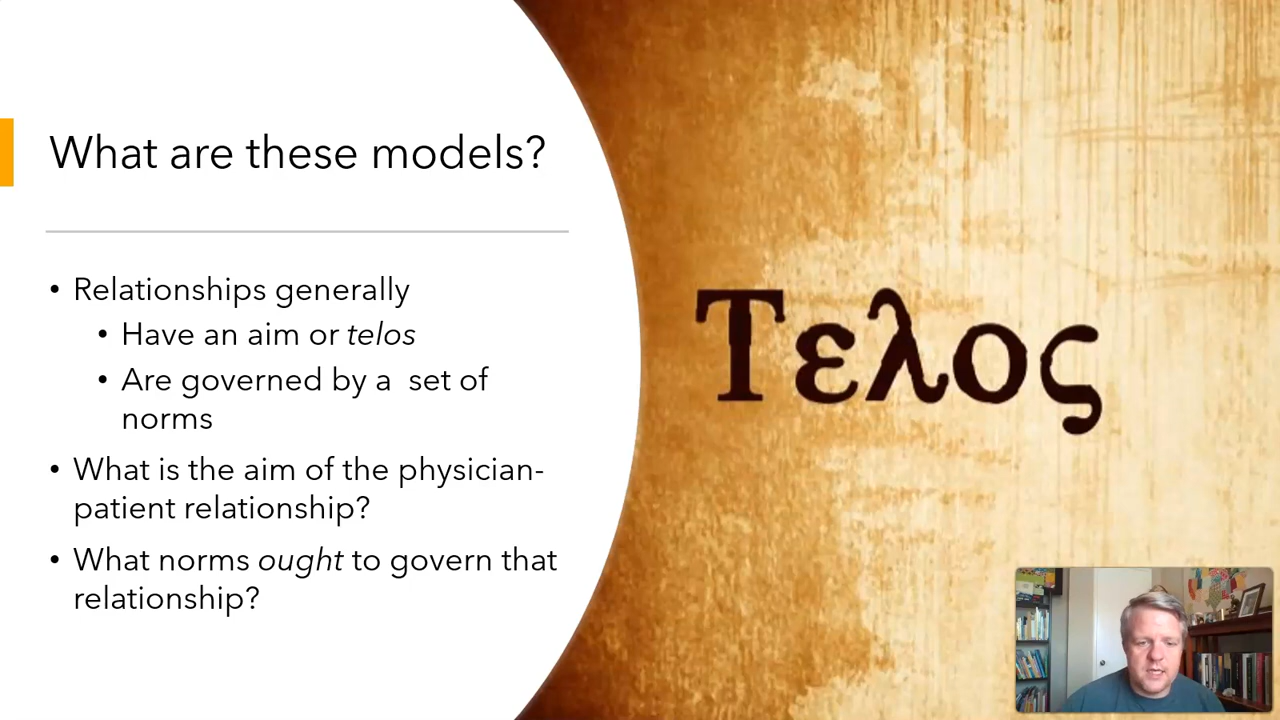 What are these models?
• Relationships generally
• Have an aim or telos
• Are governed by a set of
norms
• What is the aim of the physician-
patient relationship?
• What norms ought to govern that
relationship?
Τελος